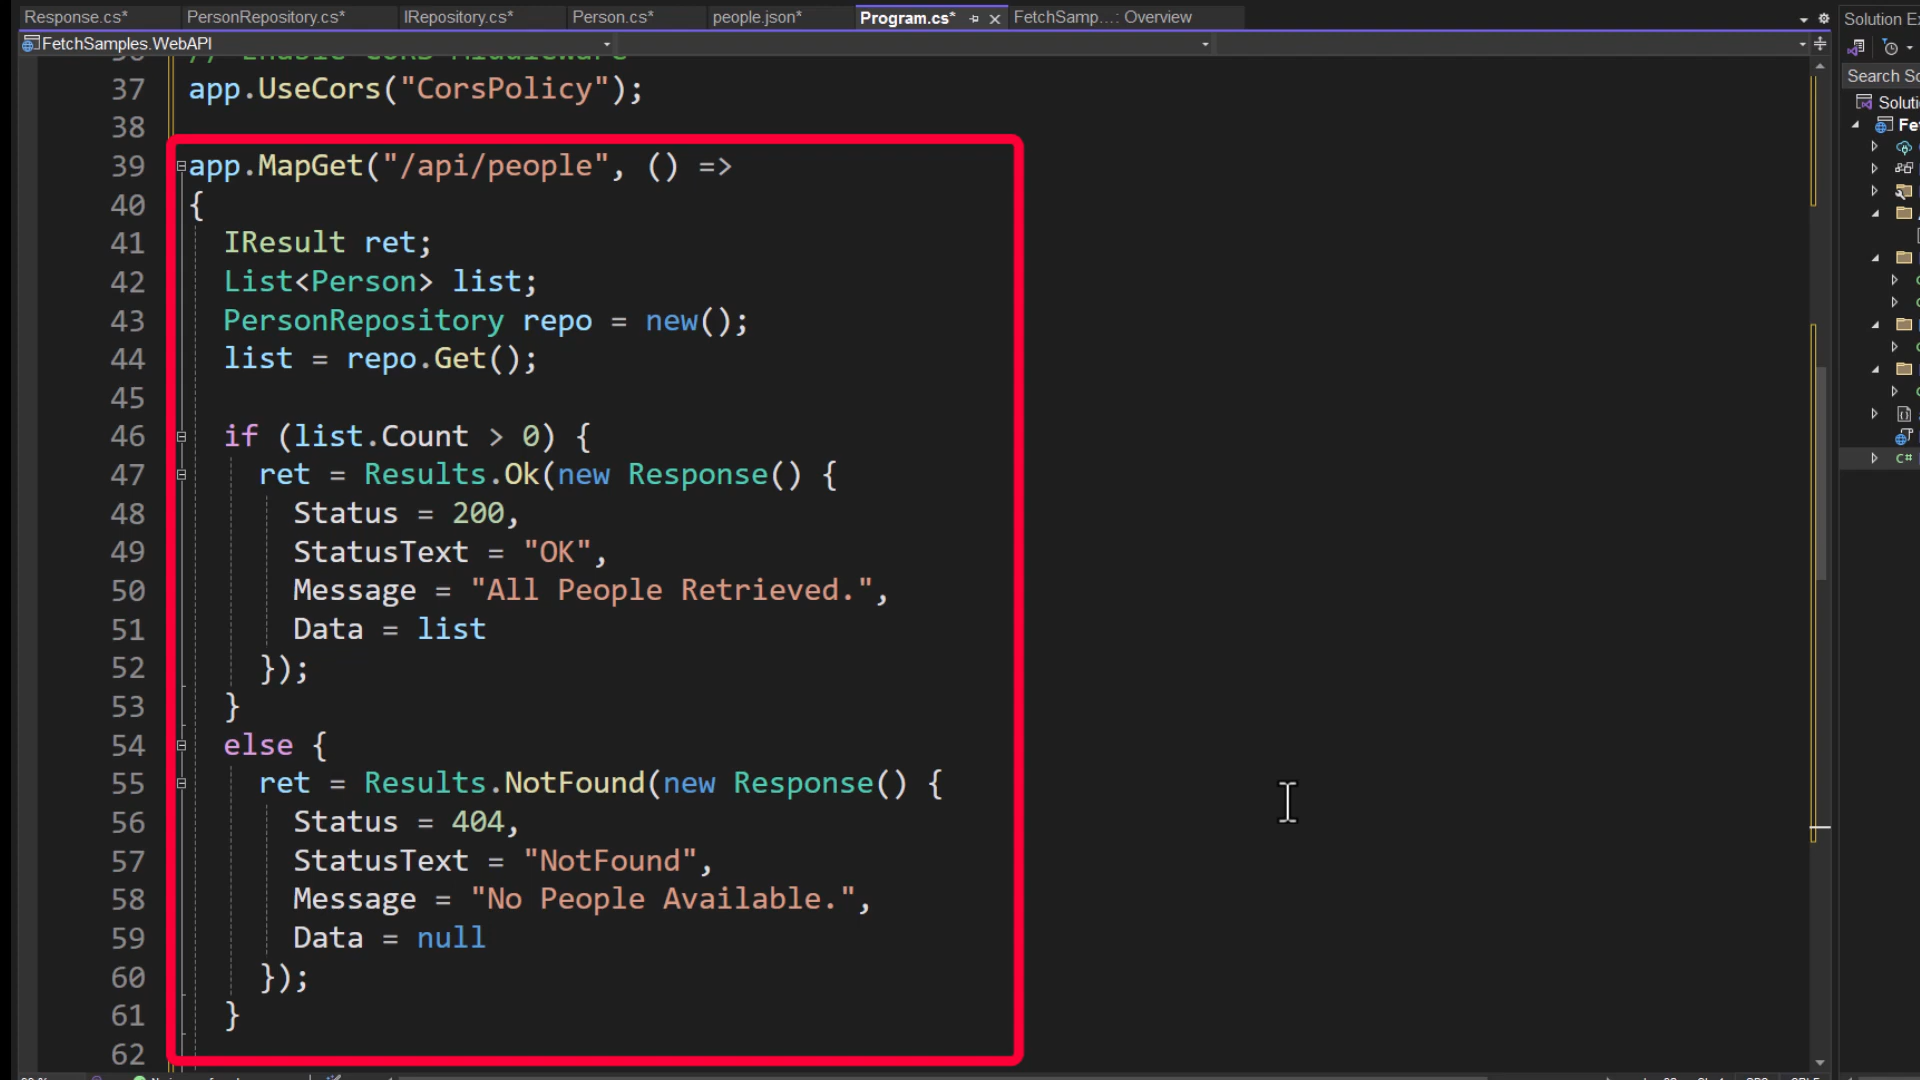 Response.cs* PersonRepository.cs* IRepository.cs* Person.cs* people.json* Program.cs* FetchSamp...: Overview Solution
FetchSamples.WebAPI
Search
37 app.UseCors("CorsPolicy");
38
39 app.MapGet("/api/people", () =>
40 {
41 IResult ret;
42 List<Person> list;
43 PersonRepository repo = new();
44 list = repo.Get();
45
46 if (list.Count > 0) {
47 ret = Results.Ok(new Response() {
48 Status = 200,
49 StatusText = "OK",
50 Message = "All People Retrieved.",
51 Data = list
52 });
53 }
54 else {
55 ret = Results.NotFound(new Response() {
56 Status = 404,
57 StatusText = "NotFound",
58 Message = "No People Available.",
59 Data = null
60 });
61 }
62